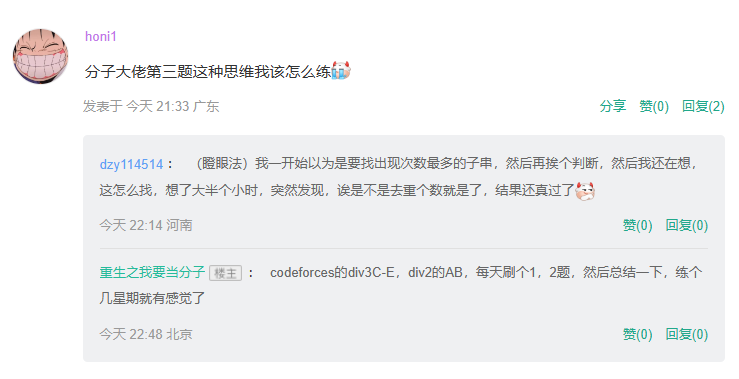 honi1
分子大佬第三题这种思维我该怎么练
发表于 今天 21:33 广东
分享 赞(0) 回复(2)
dzy114514： （瞪眼法）我一开始以为是要找出现次数最多的子串，然后再挨个判断，然后我还在想，
这怎么找，想了大半个小时，突然发现，诶是不是去重个数就是了，结果还真过了
今天 22:14 河南
赞(0) 回复(0)
重生之我要当分子 楼主 ： codeforces的div3C-E，div2的AB，每天刷个1，2题，然后总结一下，练个
几星期就有感觉了
今天 22:48 北京
赞(0) 回复(0)